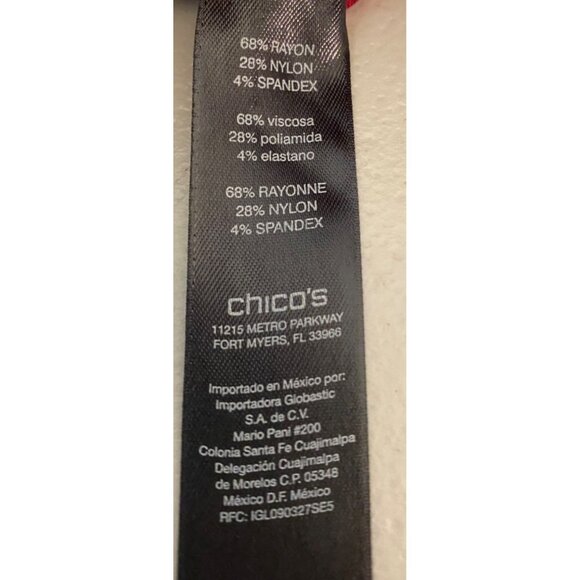 68% RAYON
28% NYLON
4% SPANDEX
68% viscosa
28% poliamida
4% elastano
68% RAYONNE
28% NYLON
4% SPANDEX
chico's
11215 METRO PARKWAY
FORT MYERS, FL 33966
Importado en México por:
Importadora Globastic
S.A. de C.V.
Mario Pani #200
Colonia Santa Fe Cuajimalpa
Delegación Cuajimalpa
de Morelos C.P. 05348
México D.F. México
RFC: IGL090327SE5